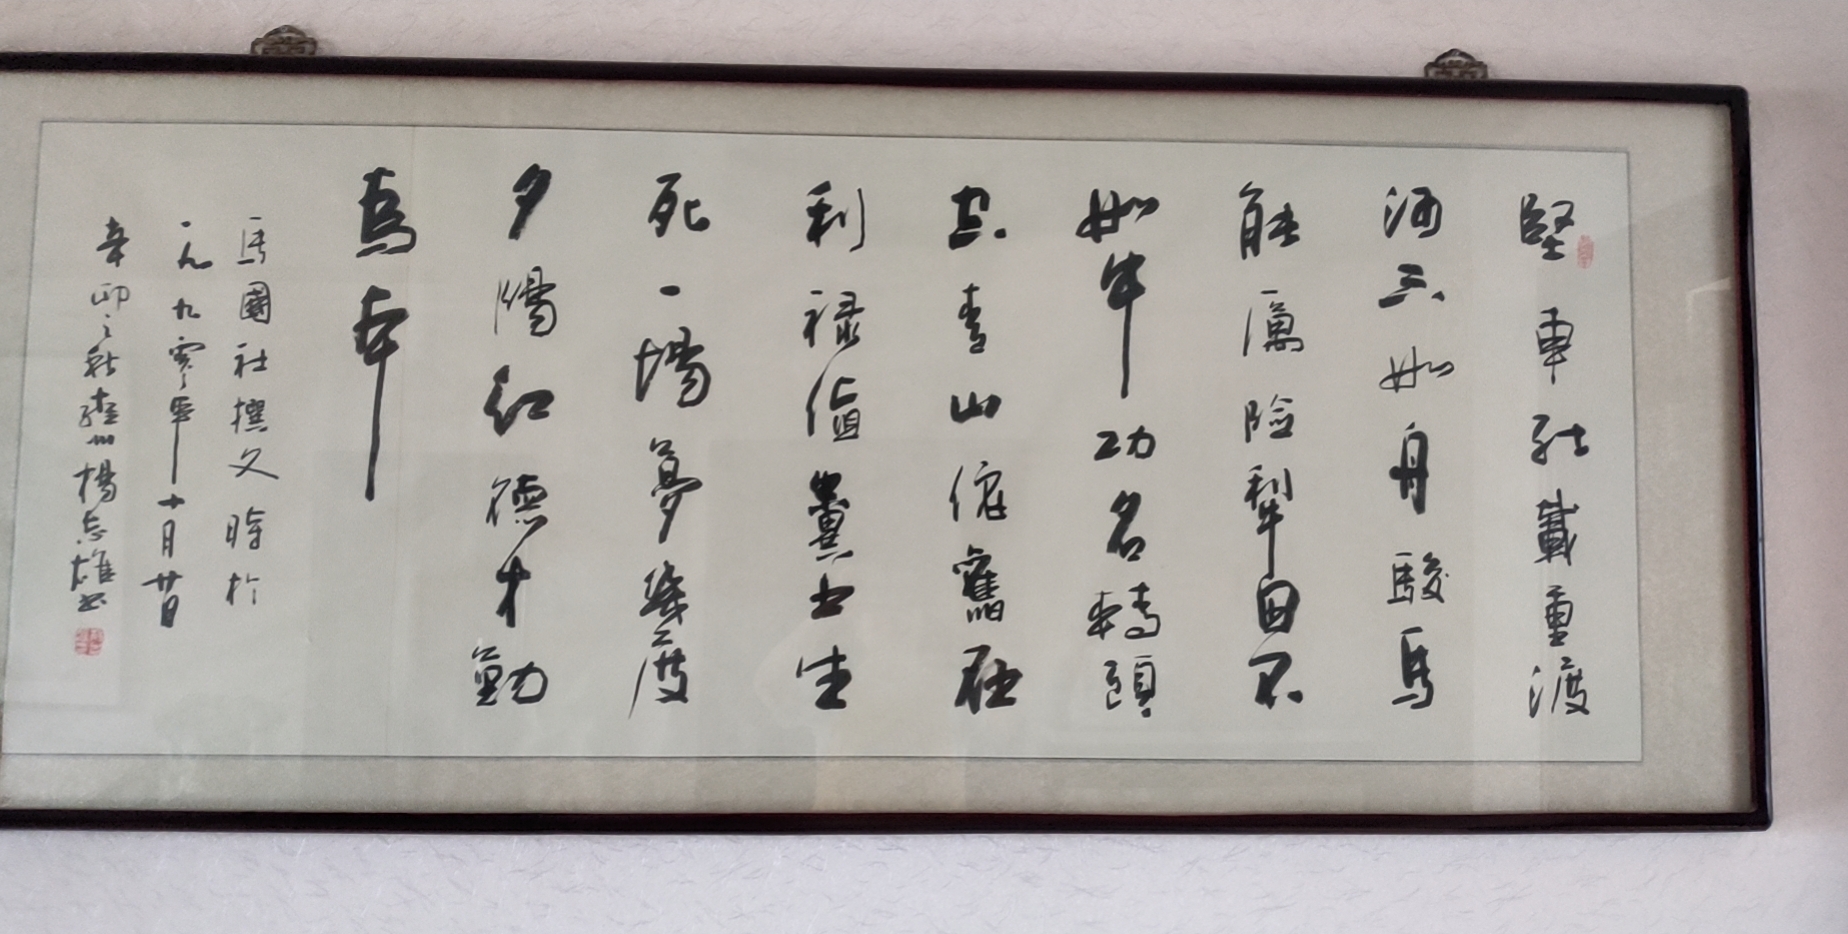 堅車能載重渡
河不如舟駿馬
能歷險犁田不
如牛功名轉頭
空青山依舊在
利祿值糞土生
死一場夢幾度
夕陽紅德才勤
為本
馬國社撰文時於
一九九零年十月廿日
辛卯之秋 楊志雄書